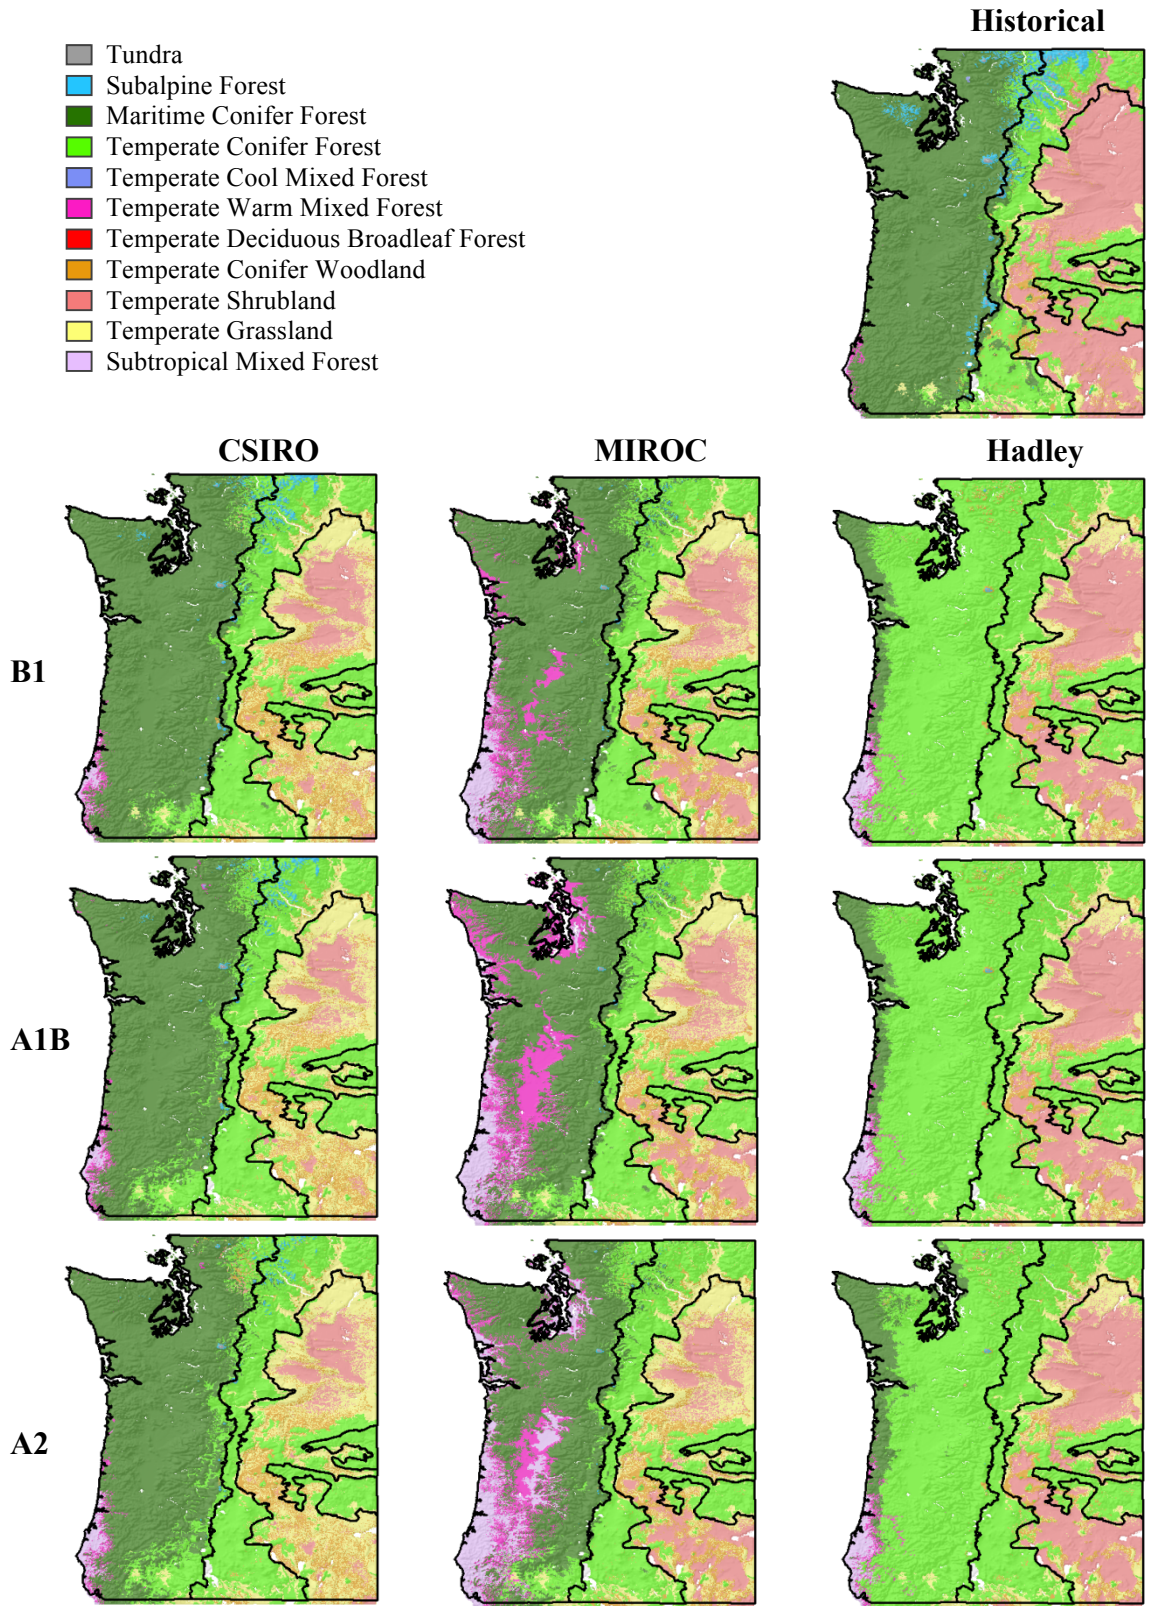 Historical
Tundra
Subalpine Forest
Maritime Conifer Forest
Temperate Conifer Forest
Temperate Cool Mixed Forest
Temperate Warm Mixed Forest
Temperate Deciduous Broadleaf Forest
Temperate Conifer Woodland
Temperate Shrubland
Temperate Grassland
Subtropical Mixed Forest
CSIRO
MIROC
Hadley
B1
A1B
A2